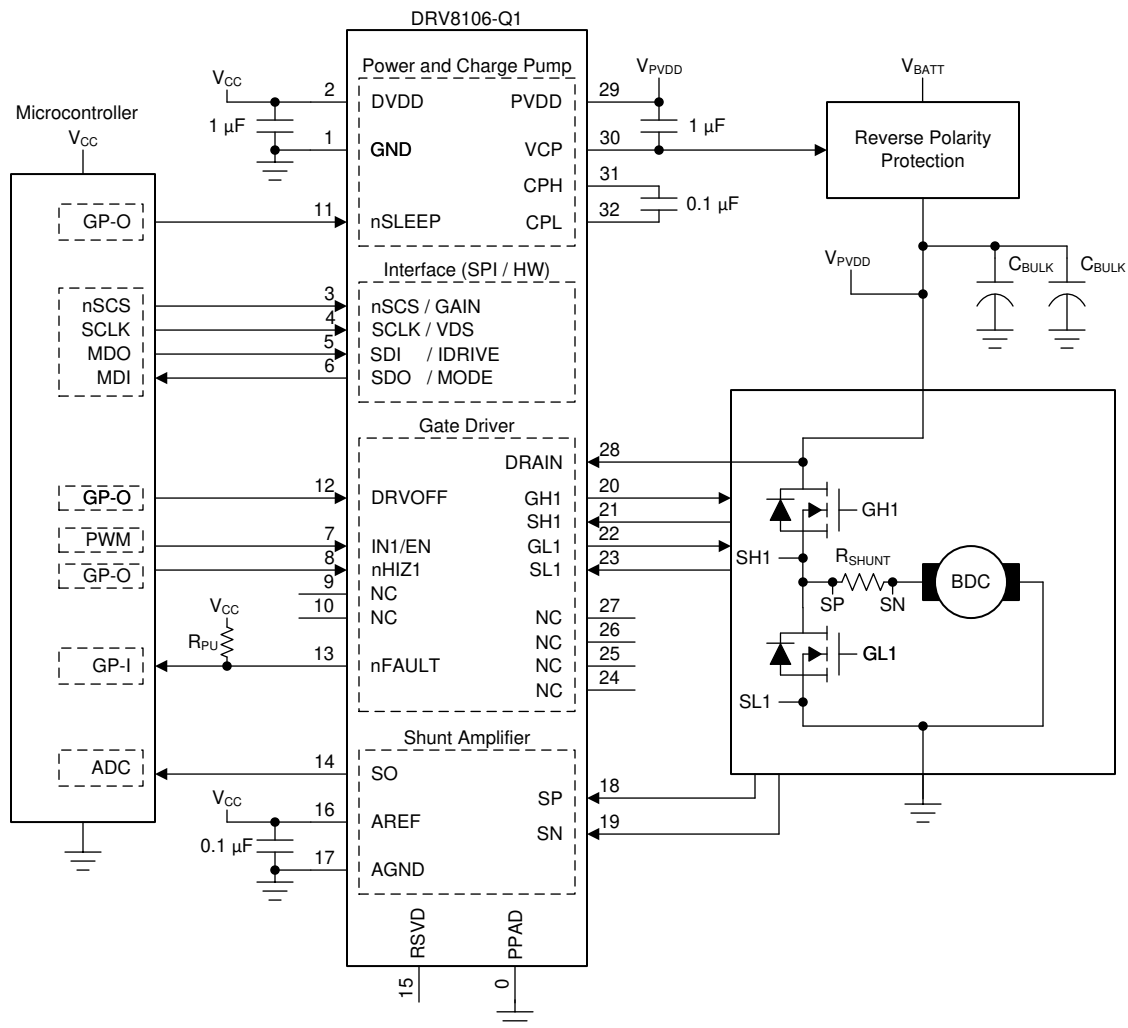 DRV8106-Q1
Microcontroller
VCC
GP-O
nSCS
SCLK
MDO
MDI
GP-O
PWM
GP-O
GP-I
ADC
VCC
1 µF
2
1
11
3
4
5
6
12
7
8
9
10
VCC
RPU
13
14
VCC
0.1 µF
16
17
Power and Charge Pump
DVDD
GND
nSLEEP
PVDD
VCP
CPH
CPL
Interface (SPI / HW)
nSCS / GAIN
SCLK / VDS
SDI / IDRIVE
SDO / MODE
Gate Driver
DRVOFF
IN1/EN
nHIZ1
NC
NC
nFAULT
DRAIN
GH1
SH1
GL1
SL1
NC
NC
NC
NC
Shunt Amplifier
SO
AREF
AGND
SP
SN
RSVD
PPAD
15
0
29
30
31
32
VPVDD
1 µF
0.1 µF
28
20
21
22
23
27
26
25
24
18
19
VBATT
Reverse Polarity
Protection
VPVDD
CBULK
CBULK
GH1
SH1
RSHUNT
SP
SN
BDC
GL1
SL1